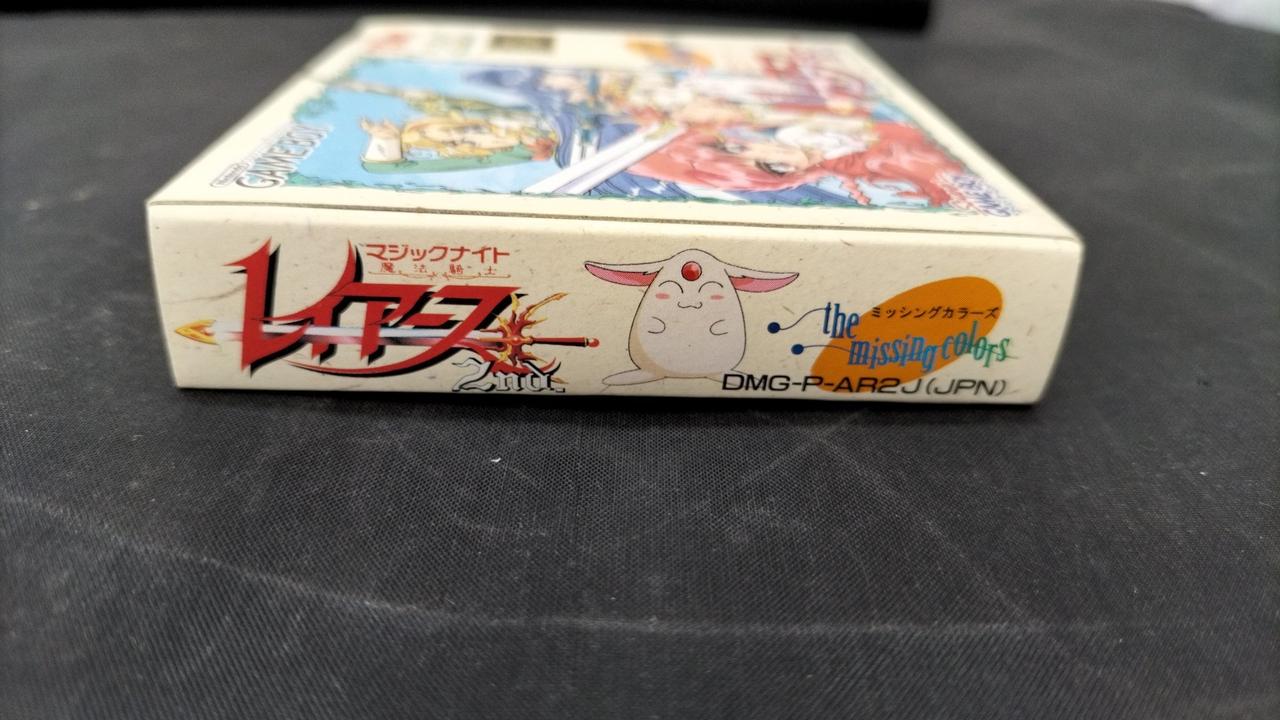 GAMEBOY
マジックナイト
魔法騎士
レイアース
2nd.
the
ミッシングカラーズ
missing colors
DMG-P-AR2J(JPN)